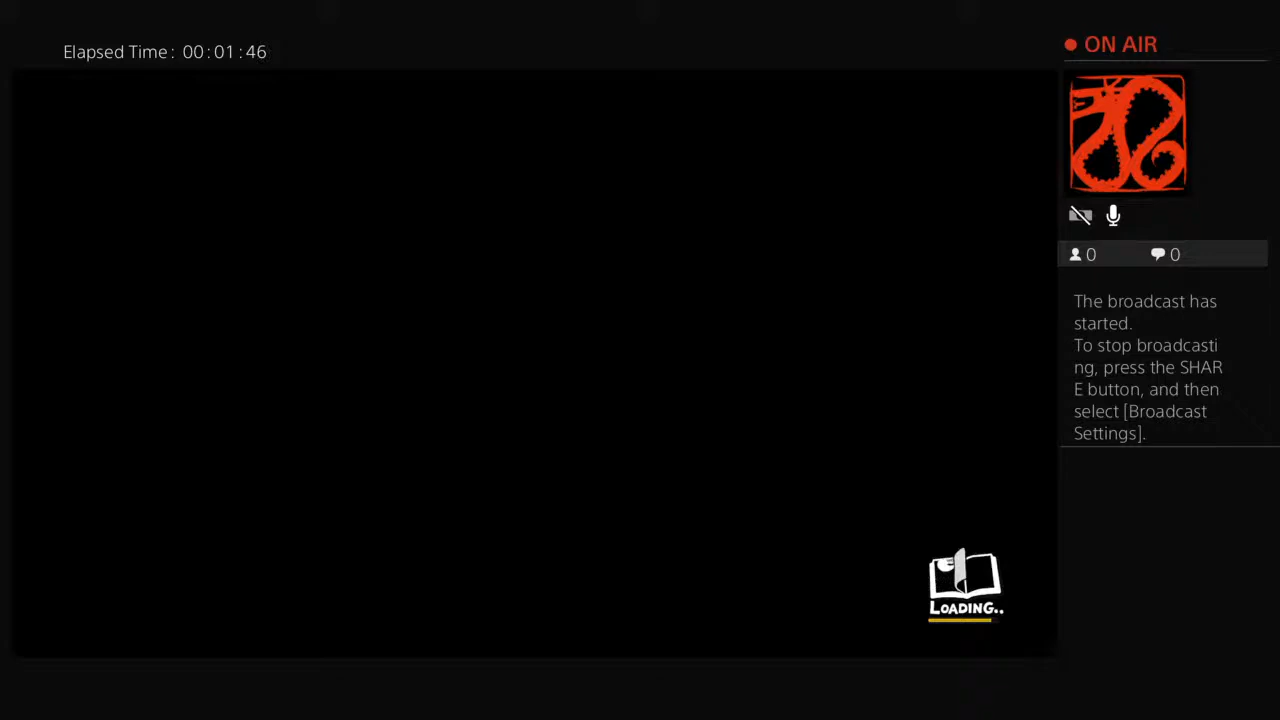 Elapsed Time: 00:01:46
ON AIR
0
0
The broadcast has
started.
To stop broadcasti
ng, press the SHAR
E button, and then
select [Broadcast
Settings].
LOADING..